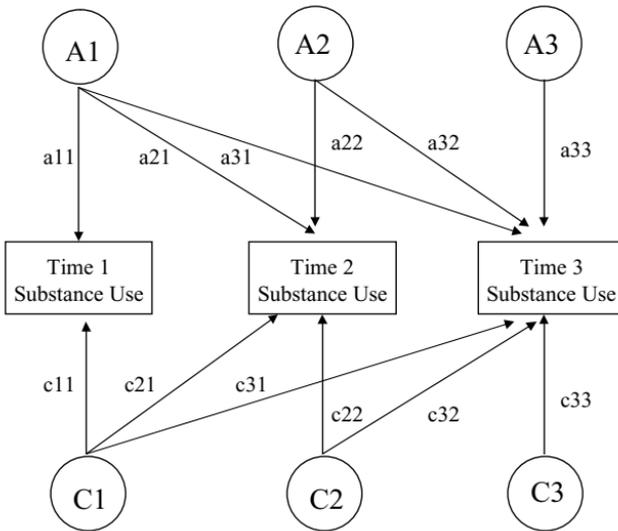 A1
A2
A3
a11
a21
a31
a22
a32
a33
Time 1
Substance Use
Time 2
Substance Use
Time 3
Substance Use
c11
c21
c31
c22
c32
c33
C1
C2
C3